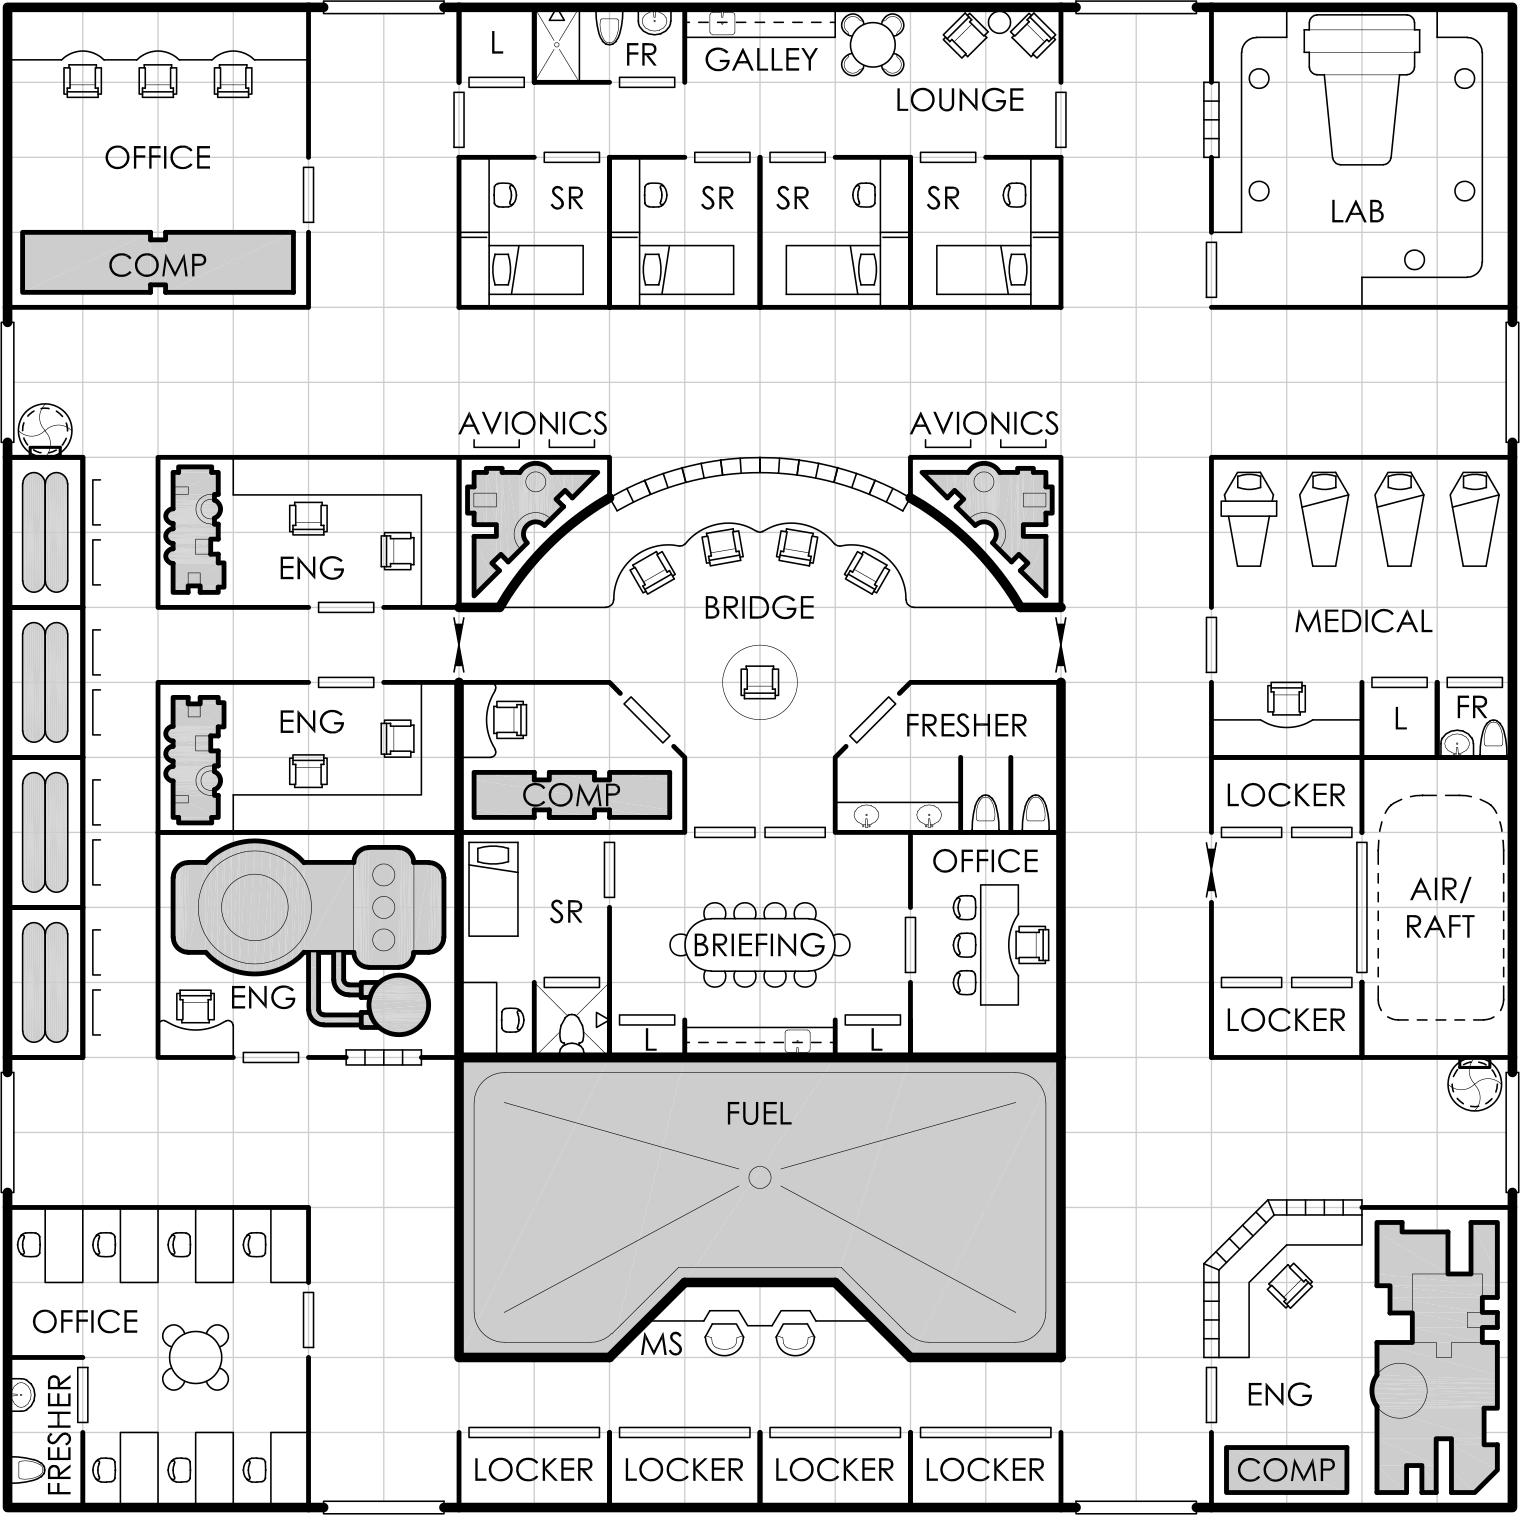 L
FR
GALLEY
LOUNGE
OFFICE
SR
SR
SR
SR
LAB
COMP
AVIONICS
AVIONICS
ENG
BRIDGE
MEDICAL
ENG
FRESHER
L
FR
COMP
LOCKER
OFFICE
AIR/
RAFT
SR
BRIEFING
ENG
LOCKER
L
L
FUEL
OFFICE
MS
FRESHER
ENG
LOCKER
LOCKER
LOCKER
LOCKER
COMP